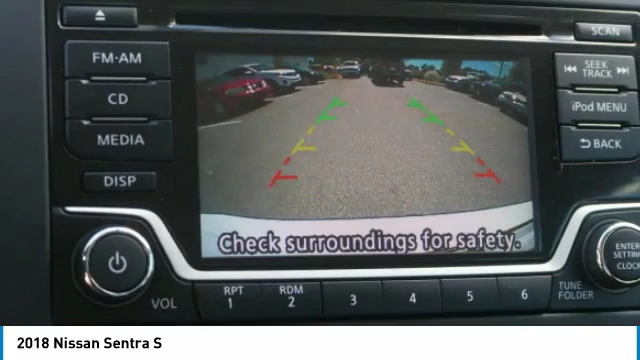 SCAN
FM-AM
SEEK
TRACK
CD
iPod MENU
MEDIA
BACK
DISP
Check surroundings for safety.
ENTER
SETTING
CLOCK
VOL
RPT
1
RDM
2
3
4
5
6
TUNE
FOLDER
2018 Nissan Sentra S